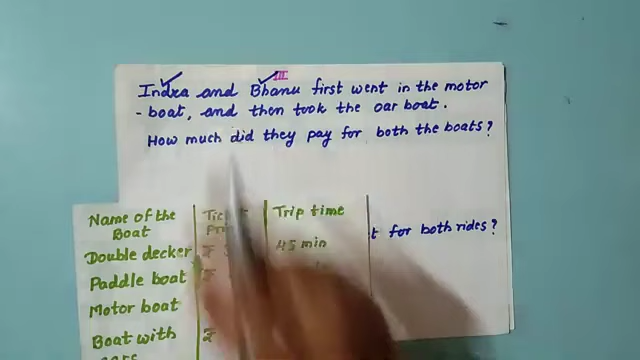 III
Indra and Bhanu first went in the motor
- boat, and then took the oar boat.
How much did they pay for both the boats?
Name of the Boat
Trip time
t for both rides?
Double decker ₹
45 min
Paddle boat ₹
Motor boat
Boat with ₹